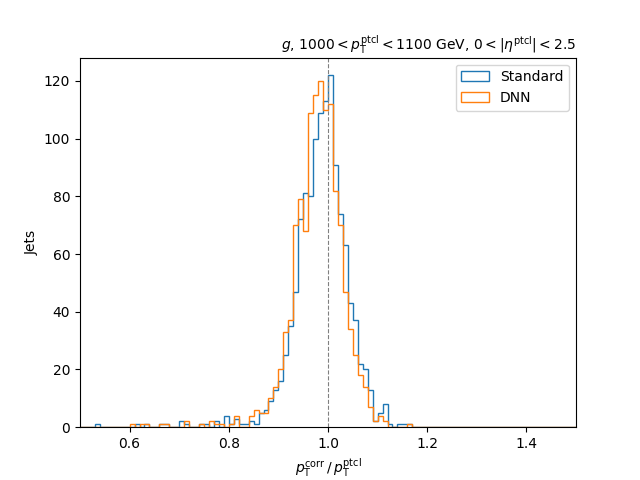 g, 1000 < p_T^ptcl < 1100 GeV, 0 < |η^ptcl| < 2.5
Standard
DNN
Jets
120
100
80
60
40
20
0
0.6 0.8 1.0 1.2 1.4
p_T^corr / p_T^ptcl